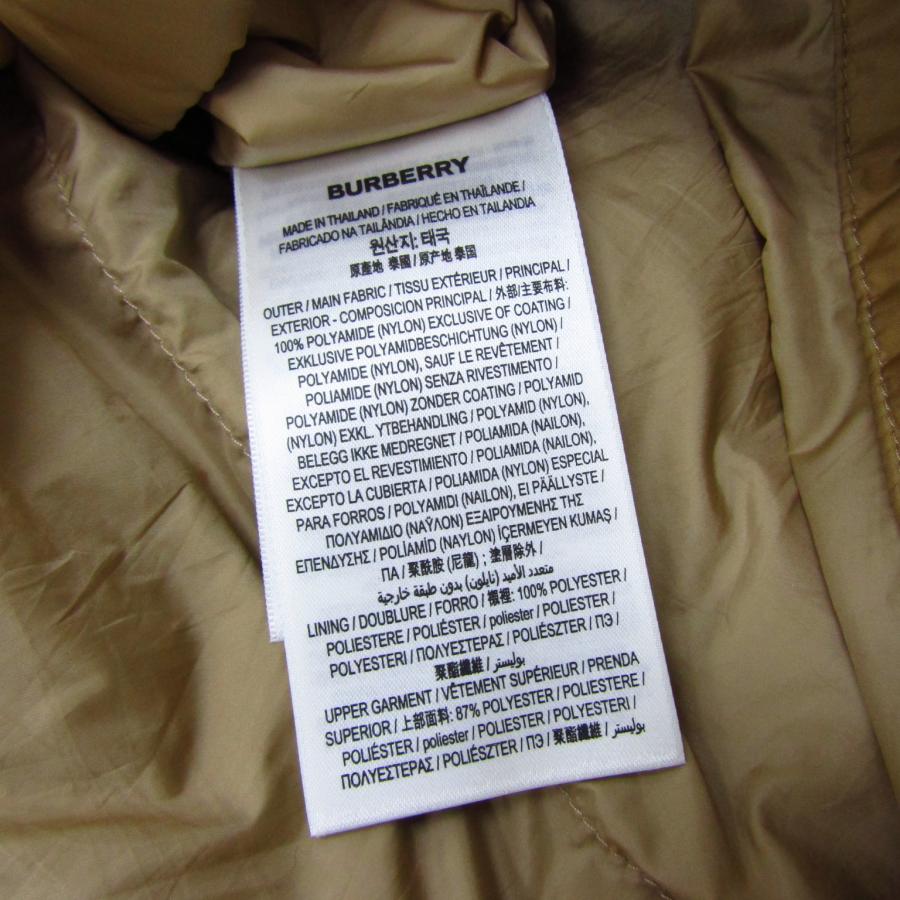 BURBERRY
MADE IN THAILAND / FABRIQUÉ EN THAÏLANDE /
FABRICADO NA TAILÂNDIA / HECHO EN TAILANDIA
원산지: 태국
原產地 泰國 / 原产地 泰国
OUTER / MAIN FABRIC / TISSU EXTÉRIEUR / PRINCIPAL /
EXTERIOR - COMPOSICION PRINCIPAL / 外部/主要布料:
100% POLYAMIDE (NYLON) EXCLUSIVE OF COATING /
EXKLUSIVE POLYAMIDBESCHICHTUNG (NYLON) /
POLYAMIDE (NYLON), SAUF LE REVÊTEMENT /
POLIAMIDE (NYLON) SENZA RIVESTIMENTO /
POLYAMIDE (NYLON) ZONDER COATING / POLYAMID
(NYLON) EXKL. YTBEHANDLING / POLYAMID (NYLON),
BELEGG IKKE MEDREGNET / POLIAMIDA (NAILON),
EXCEPTO EL REVESTIMIENTO / POLIAMIDA (NAILON),
EXCEPTO LA CUBIERTA / POLIAMIDA (NYLON) ESPECIAL
PARA FORROS / POLYAMIDI (NAILON), EI PÄÄLLYSTE /
ΠΟΛΥΑΜΙΔΙΟ (ΝΑΫΛΟΝ) ΕΞΑΙΡΟΥΜΕΝΗΣ ΤΗΣ
ΕΠΕΝΔΥΣΗΣ / POLİAMİD (NAYLON) İÇERMEYEN KUMAŞ /
ПА / 聚酰胺 (尼龍) ; 塗層除外 /
متعدد الأميد (نايلون) بدون طبقة خارجية
LINING / DOUBLURE / FORRO / 襯裡: 100% POLYESTER /
POLIESTERE / POLIÉSTER / poliester / POLIESTER /
POLYESTERI / ΠΟΛΥΕΣΤΕΡΑΣ / POLIÉSZTER / ПЭ /
聚酯纖維 / بوليستر
UPPER GARMENT / VÊTEMENT SUPÉRIEUR / PRENDA
SUPERIOR / 上部面料: 87% POLYESTER / POLIESTERE /
POLIÉSTER / poliester / POLIESTER / POLYESTERI /
ΠΟΛΥΕΣΤΕΡΑΣ / POLIÉSZTER / ПЭ / 聚酯纖維 / بوليستر